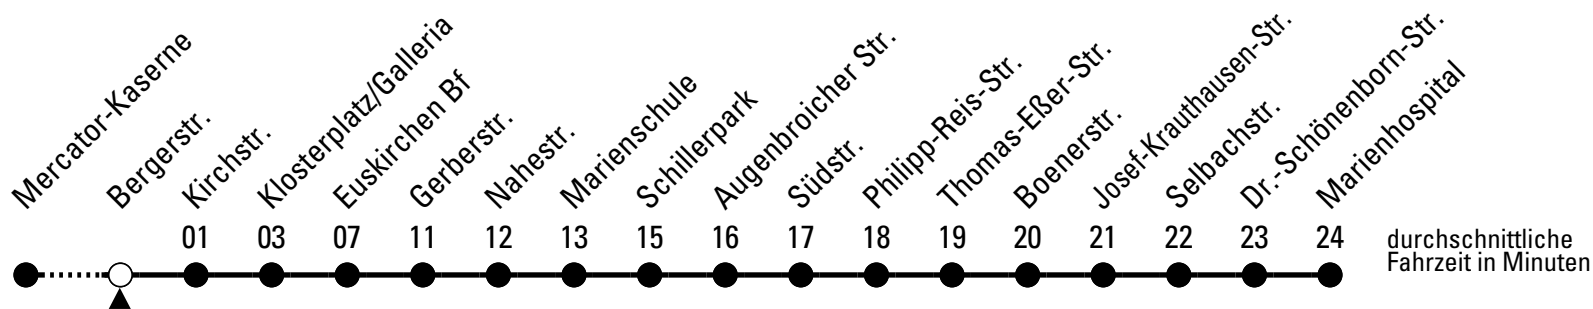 Mercator-Kaserne
Bergerstr.
Kirchstr.
Klosterplatz/Galleria
Euskirchen Bf
Gerberstr.
Nahestr.
Marienschule
Schillerpark
Augenbroicher Str.
Südstr.
Philipp-Reis-Str.
Thomas-Eßer-Str.
Boenerstr.
Josef-Krauthausen-Str.
Selbachstr.
Dr.-Schönenborn-Str.
Marienhospital
01 03 07 11 12 13 15 16 17 18 19 20 21 22 23 24
durchschnittliche
Fahrzeit in Minuten